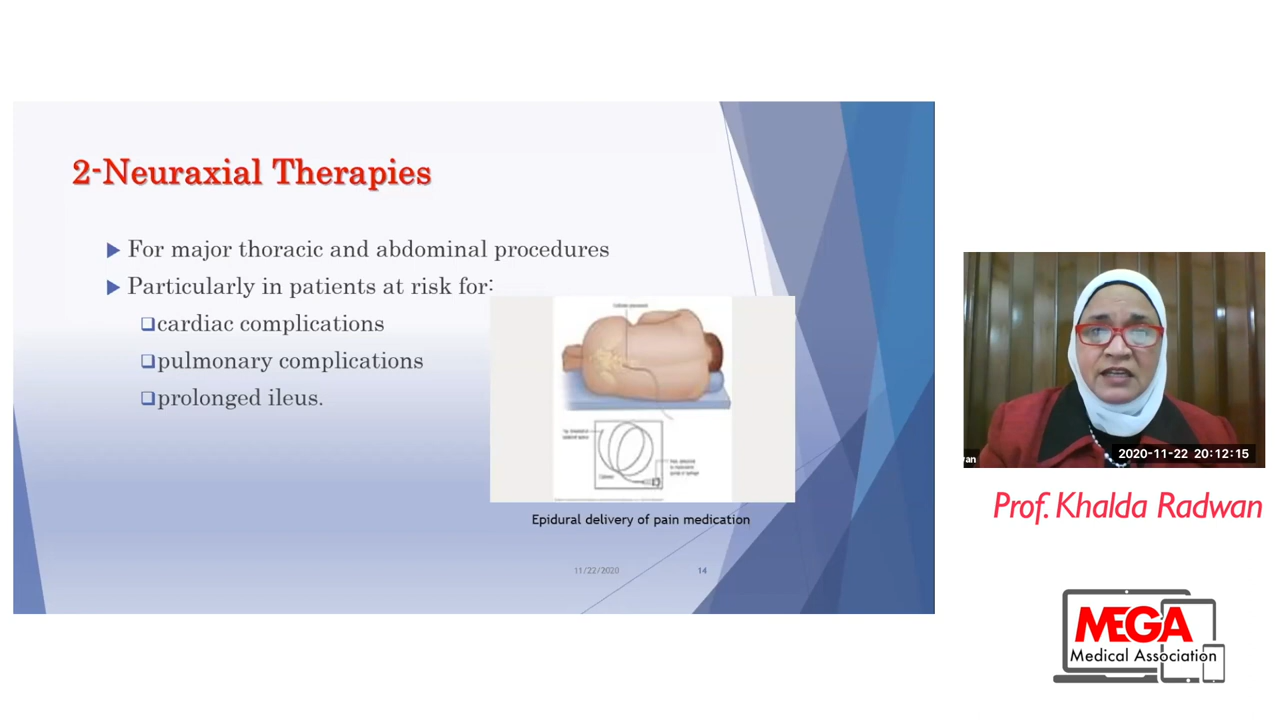 2-Neuraxial Therapies
For major thoracic and abdominal procedures
Particularly in patients at risk for:
cardiac complications
pulmonary complications
prolonged ileus.
Epidural delivery of pain medication
11/22/2020
14
2020-11-22 20:12:15
Prof. Khalda Radwan
MEGA
Medical Association